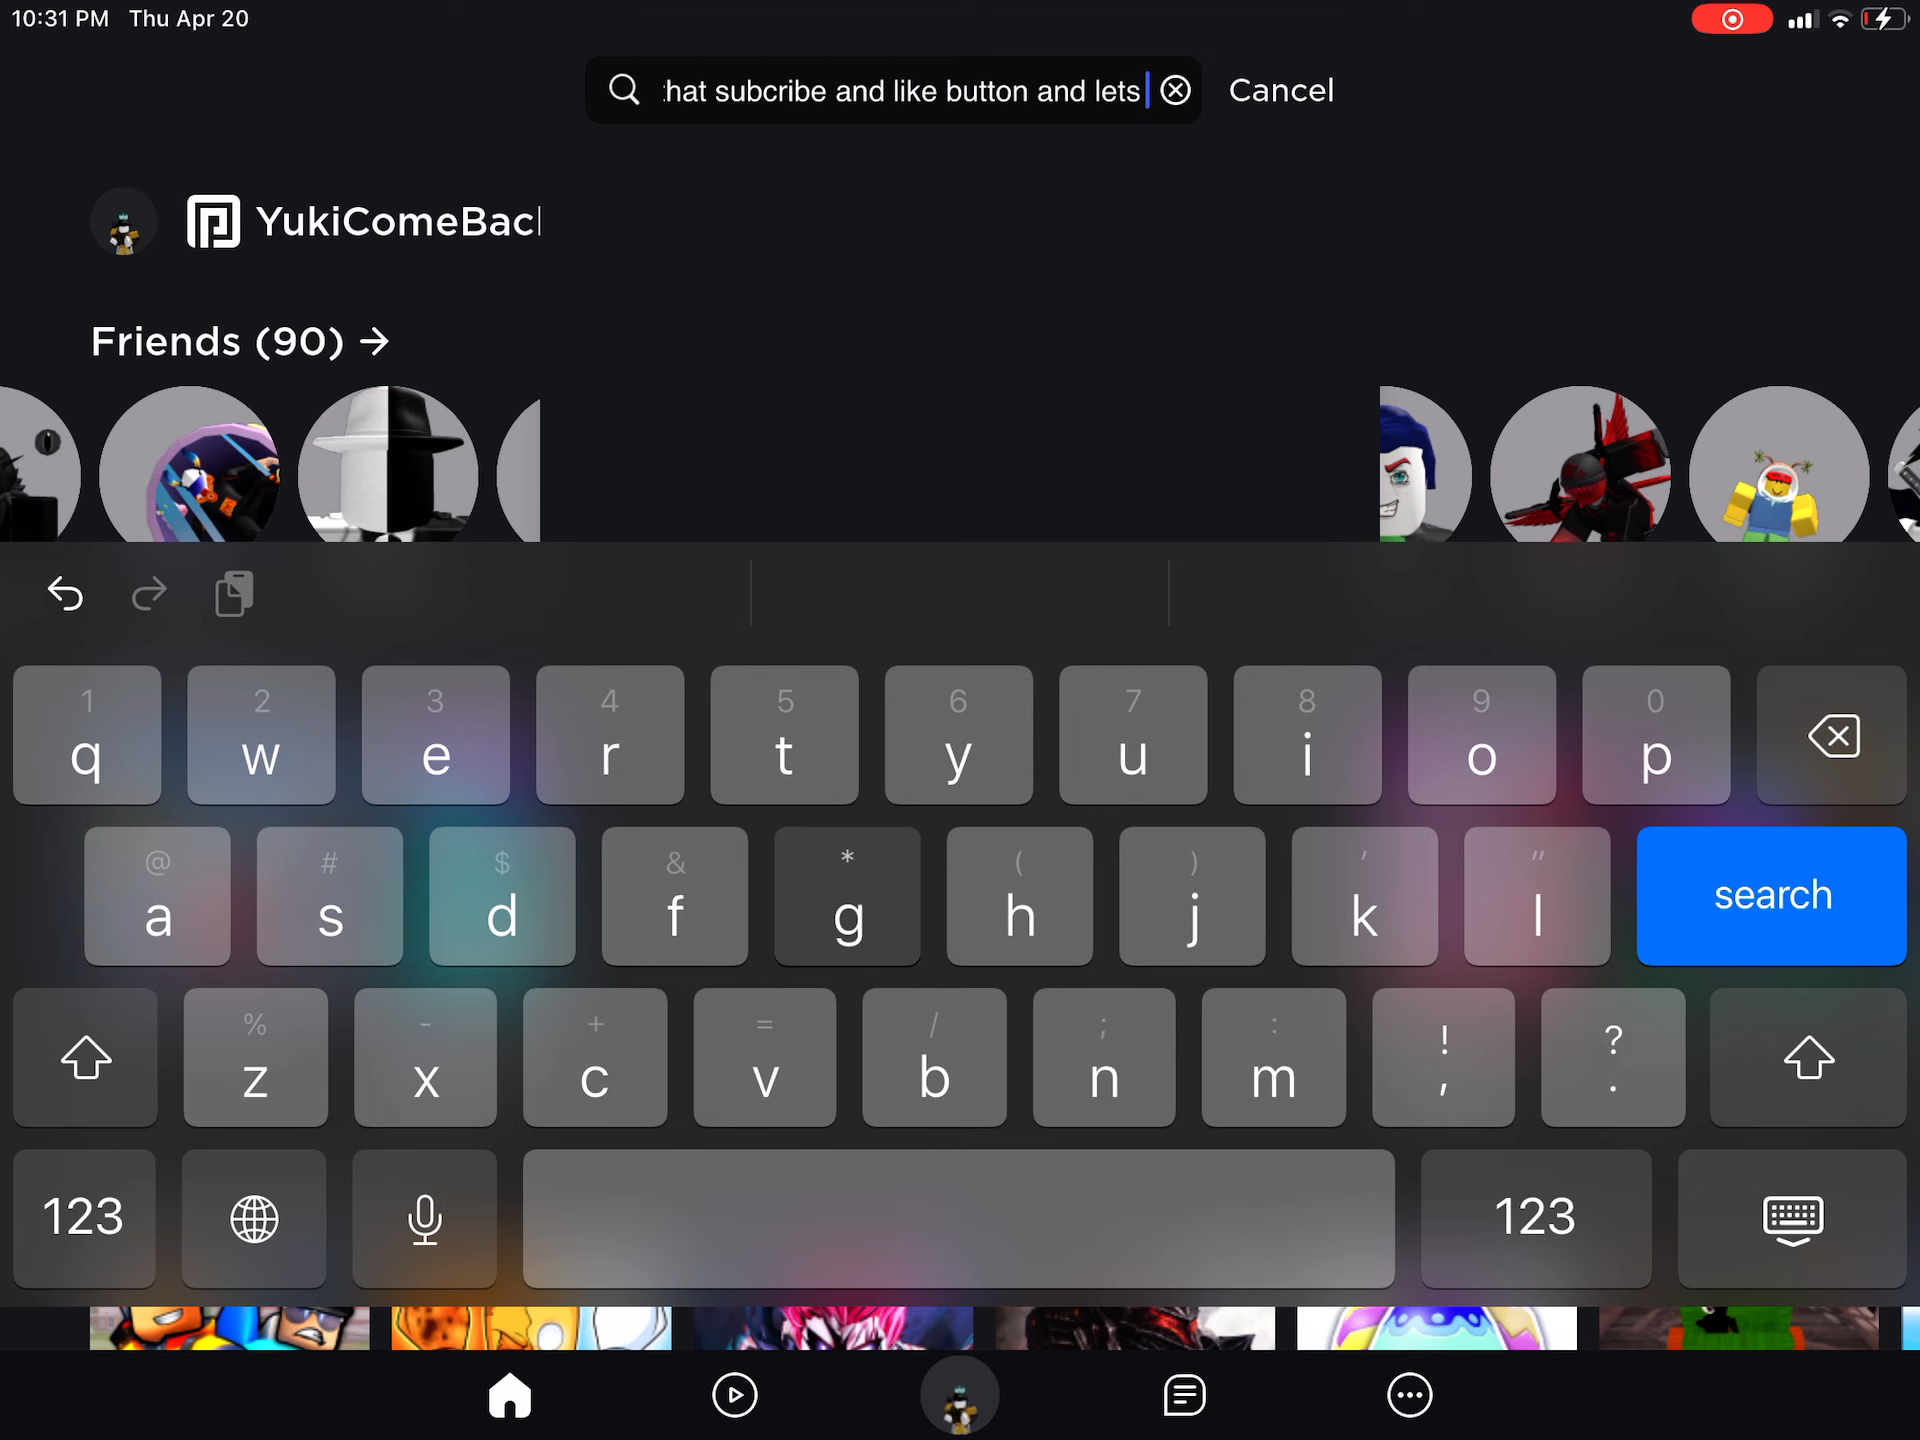 10:31 PM Thu Apr 20
hat subcribe and like button and lets
Cancel
YukiComeBac
Friends (90) →
1 2 3 4 5 6 7 8 9 0
q w e r t y u i o p
@ # $ & * ( ) ' "
a s d f g h j k l
search
% - + = / ; : ! ?
z x c v b n m , .
123
123